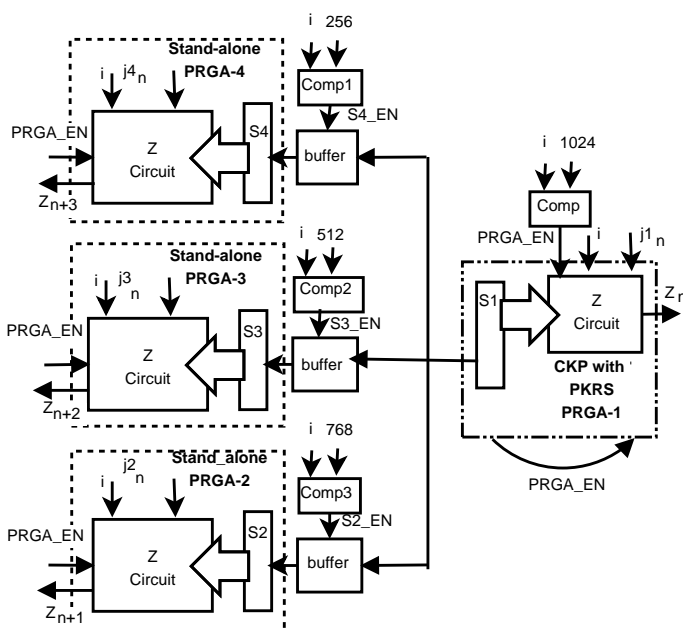 Stand-alone
PRGA-4
i j4n
PRGA_EN
Z
Circuit
S4
Zn+3
i 256
Comp1
S4_EN
buffer
Stand-alone
PRGA-3
i j3n
PRGA_EN
Z
Circuit
S3
Zn+2
i 512
Comp2
S3_EN
buffer
Stand_alone
PRGA-2
i j2n
PRGA_EN
Z
Circuit
S2
Zn+1
i 768
Comp3
S2_EN
buffer
i 1024
Comp
PRGA_EN
i j1n
S1
Z
Circuit
Zn
CKP with
PKRS
PRGA-1
PRGA_EN